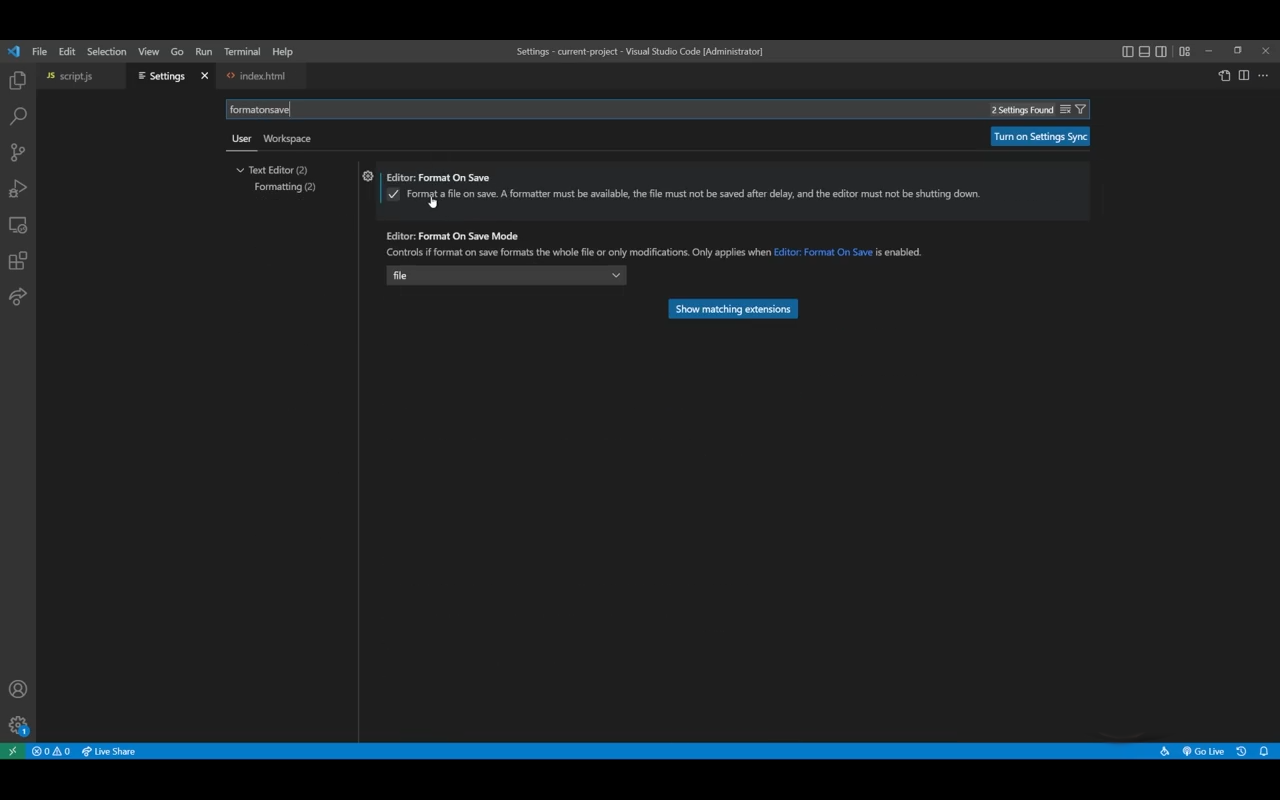 File Edit Selection View Go Run Terminal Help
Settings - current-project - Visual Studio Code [Administrator]
JS script.js
Settings
index.html
formatonsave
2 Settings Found
User Workspace
Turn on Settings Sync
Text Editor (2)
Formatting (2)
Editor: Format On Save
Format a file on save. A formatter must be available, the file must not be saved after delay, and the editor must not be shutting down.
Editor: Format On Save Mode
Controls if format on save formats the whole file or only modifications. Only applies when Editor: Format On Save is enabled.
file
Show matching extensions
1
0 0 Live Share
Go Live